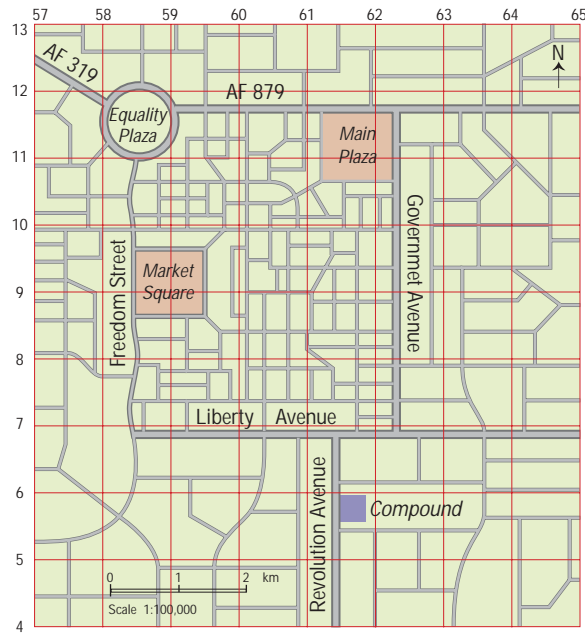 57 58 59 60 61 62 63 64 65
13
12
11
10
9
8
7
6
5
4
AF 319
AF 879
N
Equality
Plaza
Main
Plaza
Governmet Avenue
Freedom Street
Market
Square
Liberty Avenue
Revolution Avenue
Compound
0 1 2 km
Scale 1:100,000